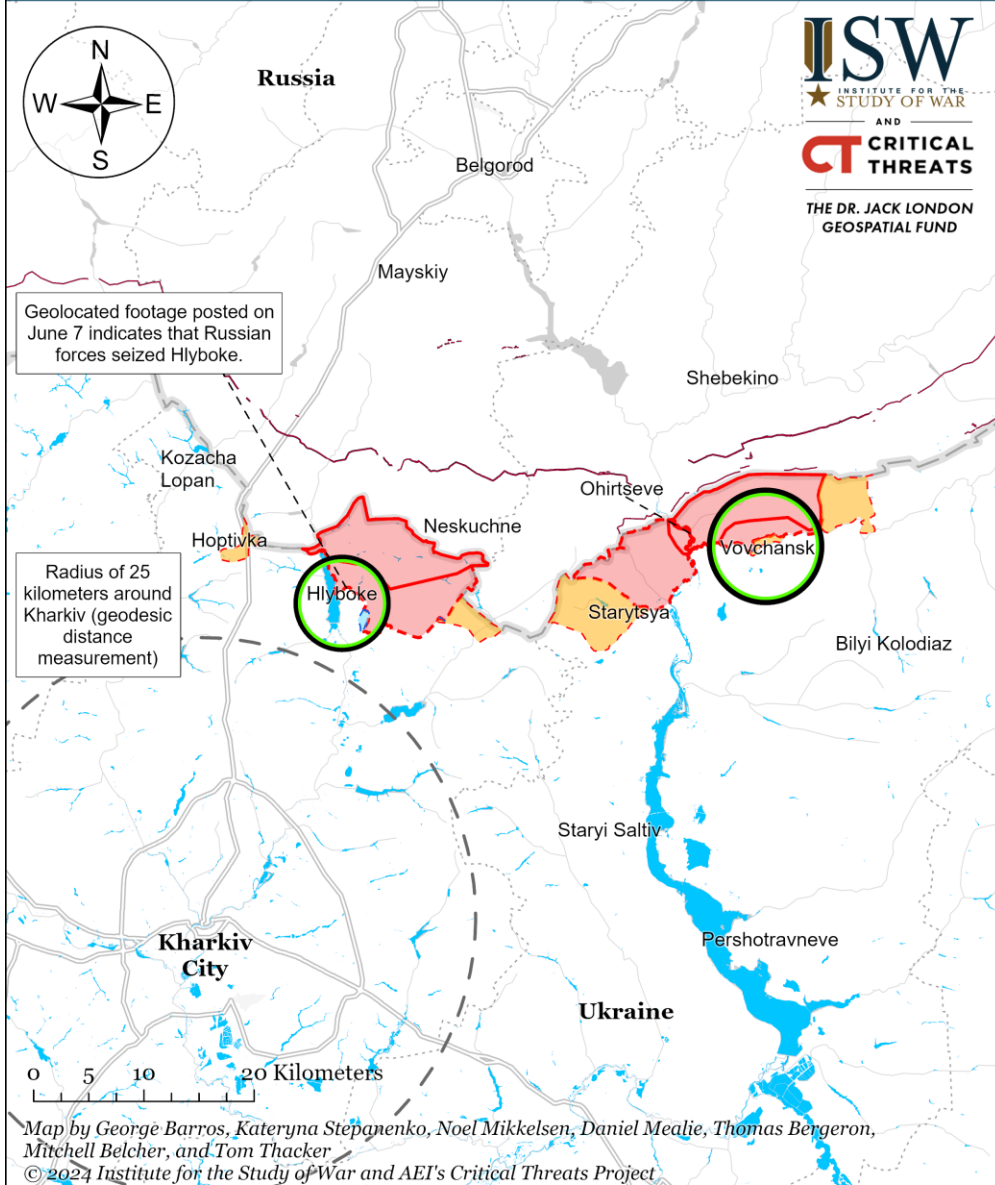 N
W E
S
Russia
ISW
INSTITUTE FOR THE
STUDY OF WAR
AND
CT CRITICAL
THREATS
THE DR. JACK LONDON
GEOSPATIAL FUND
Belgorod
Mayskiy
Geolocated footage posted on
June 7 indicates that Russian
forces seized Hlyboke.
Shebekino
Kozacha
Lopan
Ohirtseve
Neskuchne
Hoptivka
Vovchansk
Radius of 25
kilometers around
Kharkiv (geodesic
distance
measurement)
Hlyboke
Starytsya
Bilyi Kolodiaz
Staryi Saltiv
Kharkiv
City
Pershotravneve
Ukraine
0 5 10 20 Kilometers
Map by George Barros, Kateryna Stepanenko, Noel Mikkelsen, Daniel Mealie, Thomas Bergeron,
Mitchell Belcher, and Tom Thacker
© 2024 Institute for the Study of War and AEI's Critical Threats Project